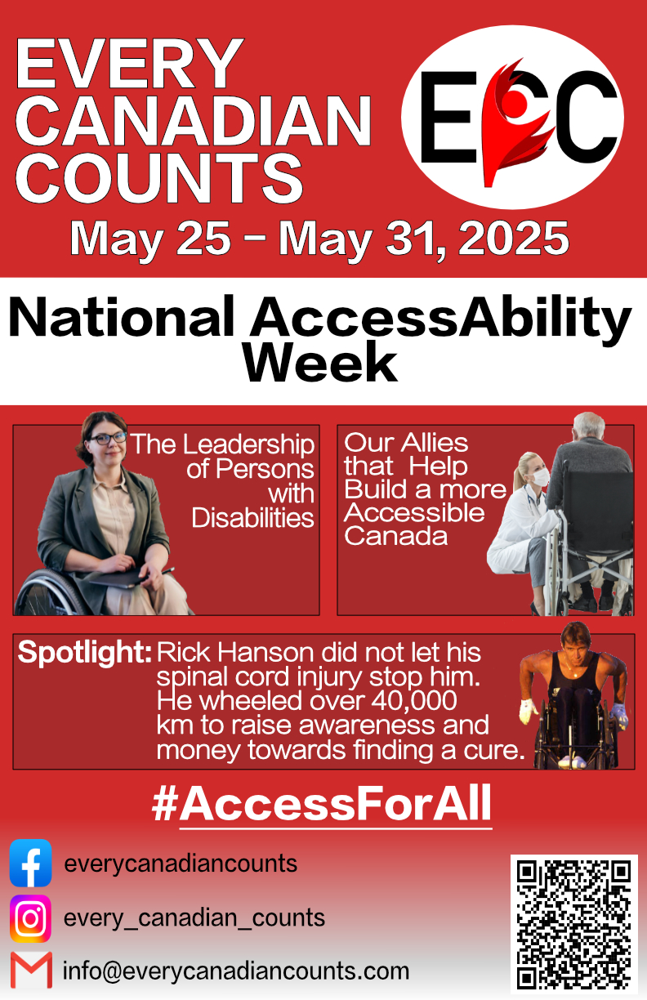 EVERY
CANADIAN
COUNTS
ECC
May 25 – May 31, 2025
National AccessAbility
Week
The Leadership
of Persons
with
Disabilities
Our Allies
that  Help
Build a more
Accessible
Canada
Spotlight: Rick Hanson did not let his
spinal cord injury stop him.
He wheeled over 40,000
km to raise awareness and
money towards finding a cure.
#AccessForAll
everycanadiancounts
every_canadian_counts
info@everycanadiancounts.com